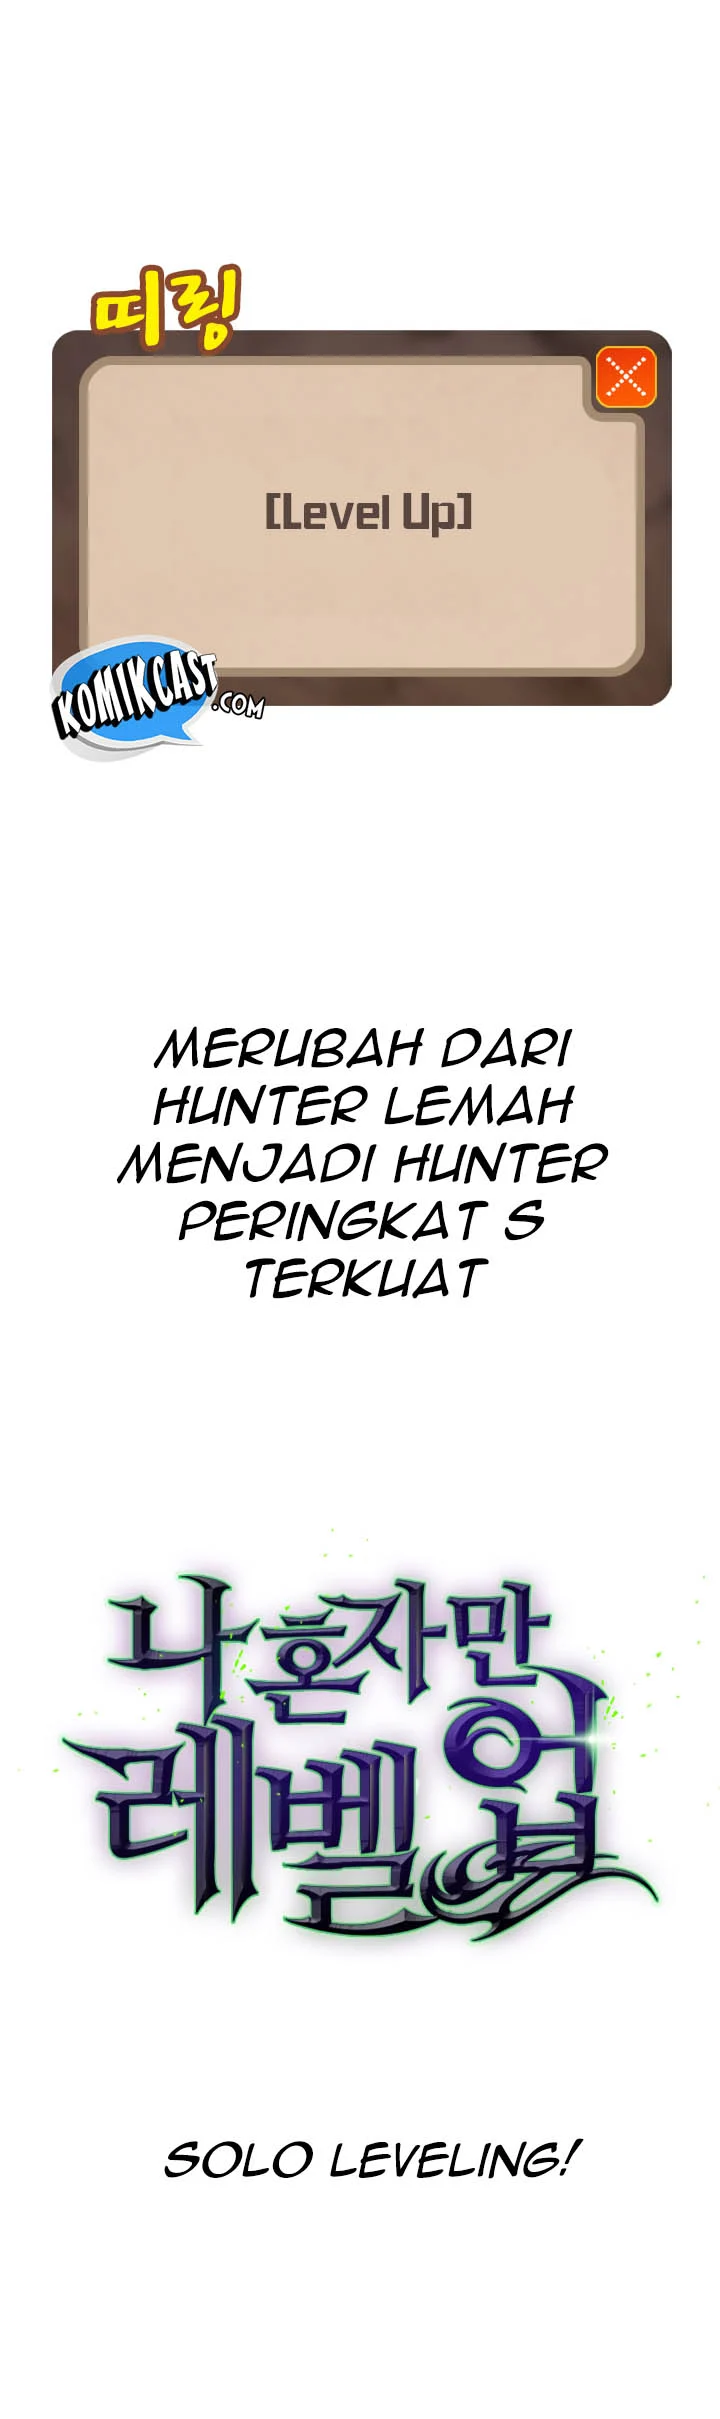 띠링
[Level Up]
KOMIKCAST
.COM
MERUBAH DARI
HUNTER LEMAH
MENJADI HUNTER
PERINGKAT S
TERKUAT
나 혼자만
레벨업
SOLO LEVELING!